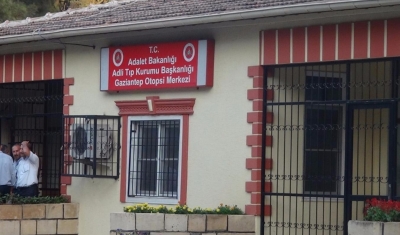 T.C.
Adalet Bakanlığı
Adli Tıp Kurumu Başkanlığı
Gaziantep Otopsi Merkezi